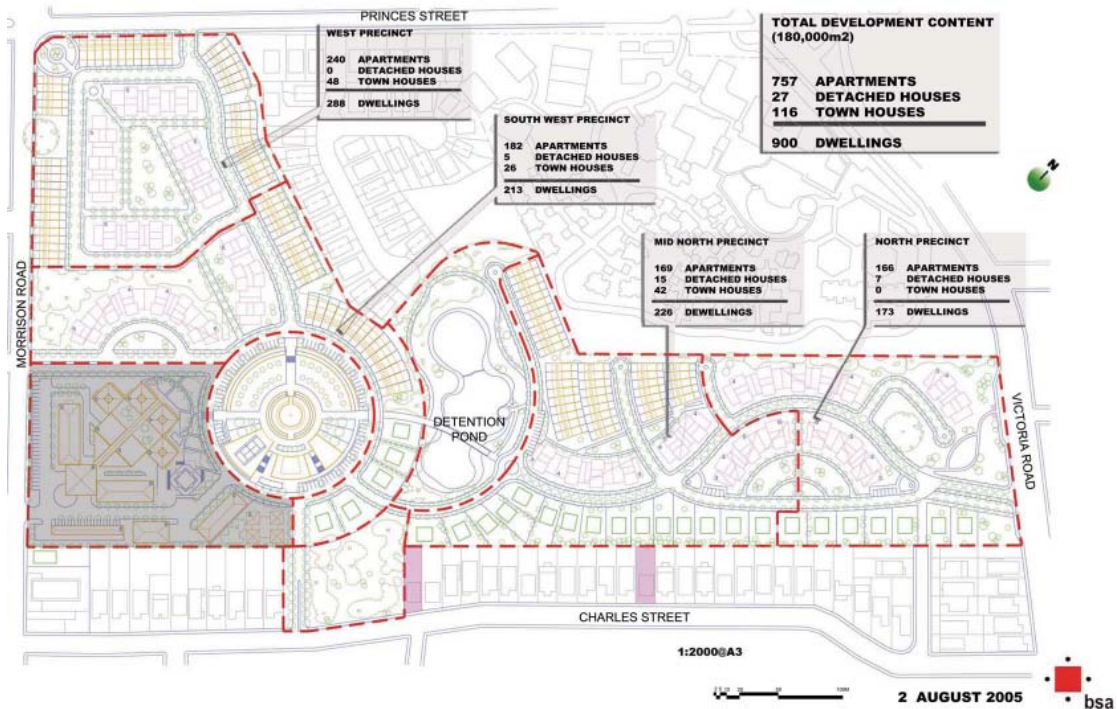 PRINCES STREET
WEST PRECINCT
240 APARTMENTS
0 DETACHED HOUSES
48 TOWN HOUSES
288 DWELLINGS
TOTAL DEVELOPMENT CONTENT
(180,000m2)
757 APARTMENTS
27 DETACHED HOUSES
116 TOWN HOUSES
900 DWELLINGS
SOUTH WEST PRECINCT
182 APARTMENTS
5 DETACHED HOUSES
26 TOWN HOUSES
213 DWELLINGS
N
MID NORTH PRECINCT
169 APARTMENTS
15 DETACHED HOUSES
42 TOWN HOUSES
226 DEWELLINGS
NORTH PRECINCT
166 APARTMENTS
7 DETACHED HOUSES
0 TOWN HOUSES
173 DWELLINGS
MORRISON ROAD
DETENTION
POND
VICTORIA ROAD
CHARLES STREET
1:2000@A3
2 AUGUST 2005
bsa